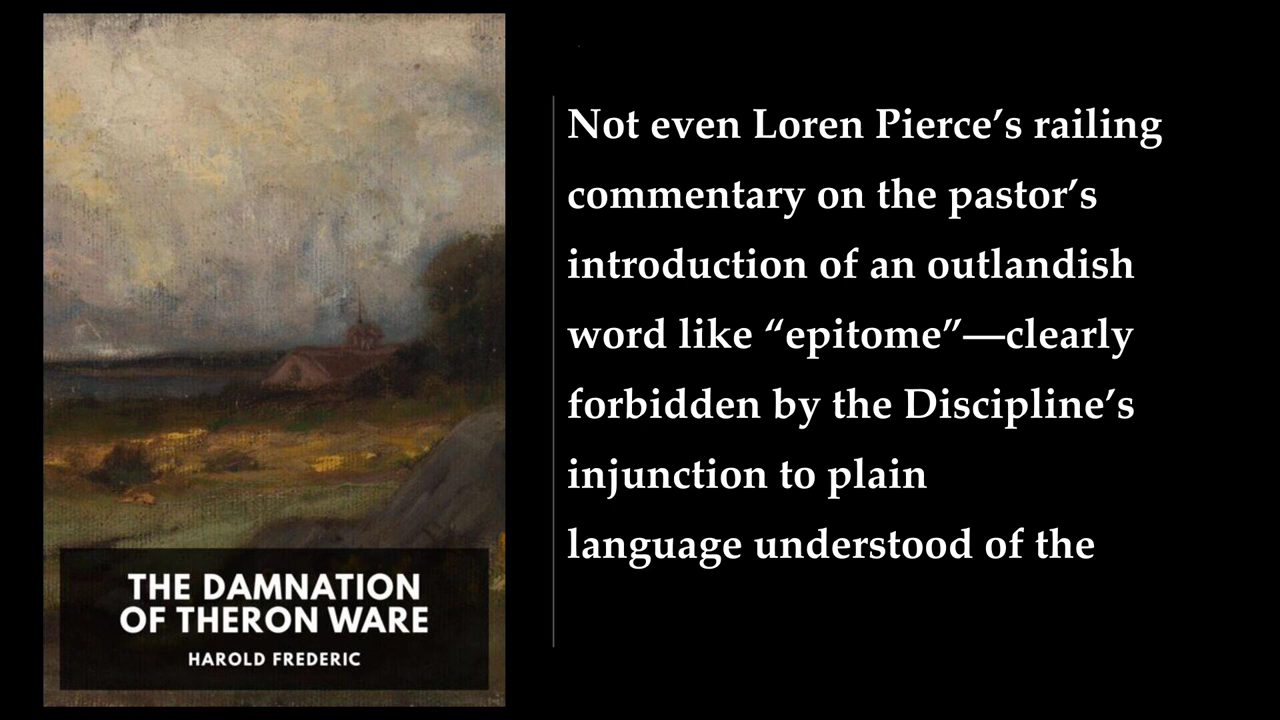 THE DAMNATION
OF THERON WARE
HAROLD FREDERIC
Not even Loren Pierce’s railing
commentary on the pastor’s
introduction of an outlandish
word like “epitome”—clearly
forbidden by the Discipline’s
injunction to plain
language understood of the